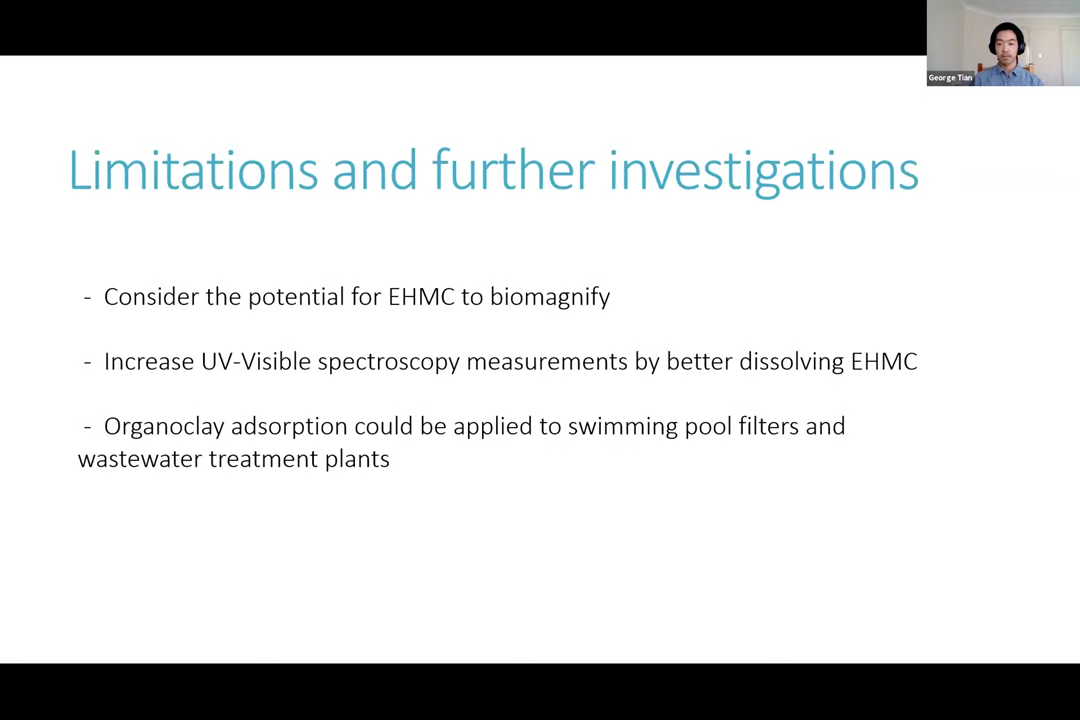 George Tian
Limitations and further investigations
- Consider the potential for EHMC to biomagnify
- Increase UV-Visible spectroscopy measurements by better dissolving EHMC
- Organoclay adsorption could be applied to swimming pool filters and
wastewater treatment plants